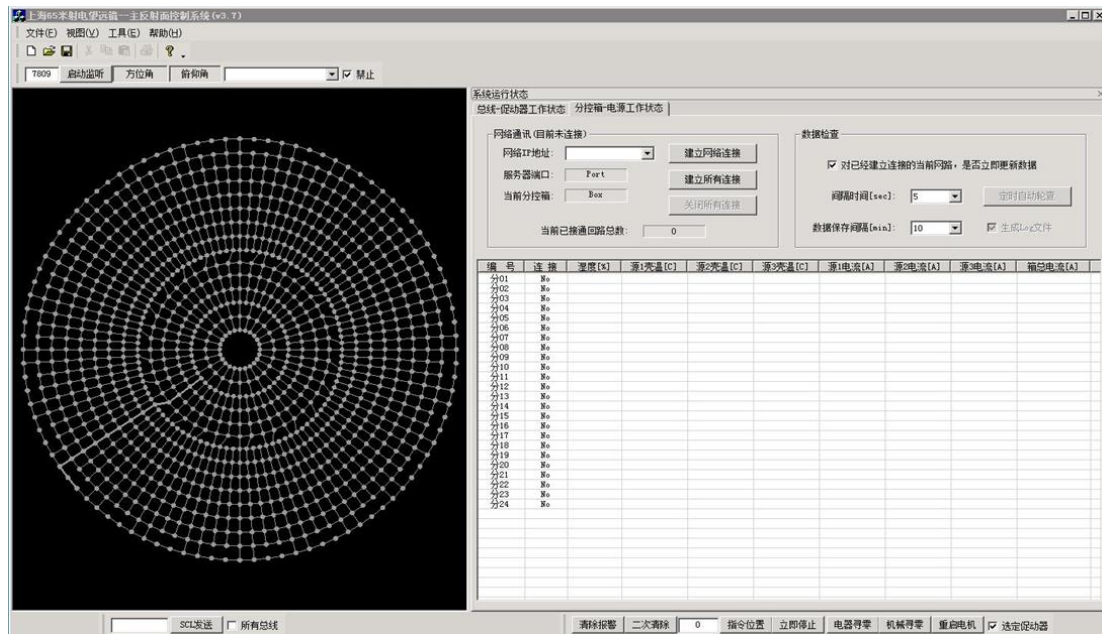 上海65米射电望远镜—主反射面控制系统(v3.7)
文件(F) 视图(V) 工具(E) 帮助(H)
7809 启动监听 方位角 俯仰角 禁止
系统运行状态
总线-促动器工作状态 分控箱-电源工作状态
网络通讯(目前未连接)
网络IP地址: 建立网络连接
服务器端口: Port 建立所有连接
当前分控箱: Box 关闭所有连接
当前已接通回路总数: 0
数据检查
对已经建立连接的当前网路，是否立即更新数据
间隔时间[sec]: 5 定时自动轮查
数据保存间隔[min]: 10 生成Log文件
编 号 连 接 湿度[%] 源1壳温[C] 源2壳温[C] 源3壳温[C] 源1电流[A] 源2电流[A] 源3电流[A] 箱总电流[A]
分01 No
分02 No
分03 No
分04 No
分05 No
分06 No
分07 No
分08 No
分09 No
分10 No
分11 No
分12 No
分13 No
分14 No
分15 No
分16 No
分17 No
分18 No
分19 No
分20 No
分21 No
分22 No
分23 No
分24 No
SCL发送 所有总线 清除报警 二次清除 0 指令位置 立即停止 电器寻零 机械寻零 重启电机 选定促动器